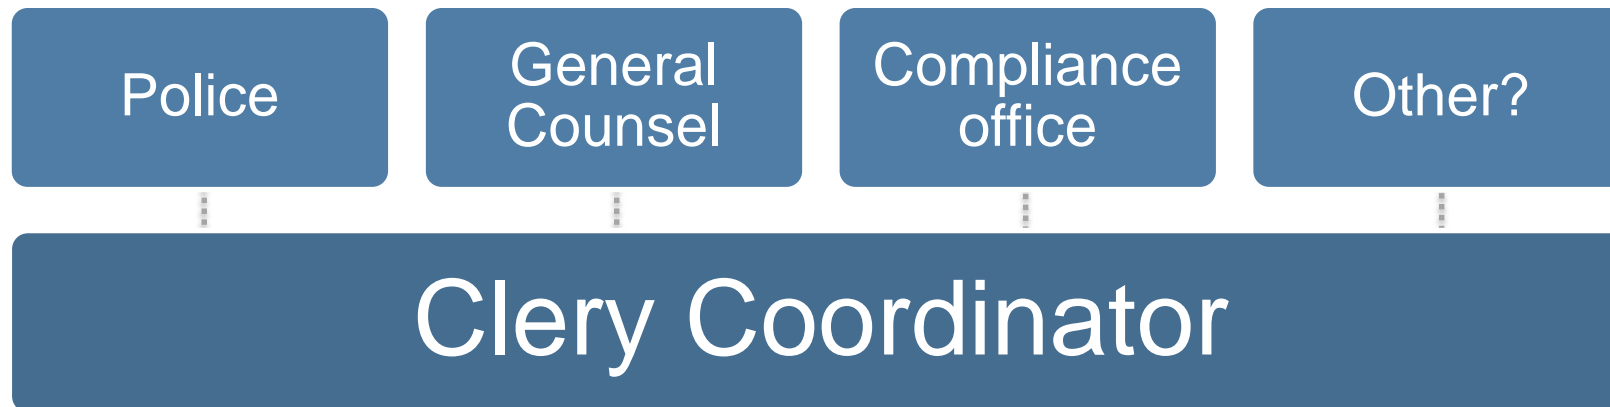 Police
General
Counsel
Compliance
office
Other?
Clery Coordinator